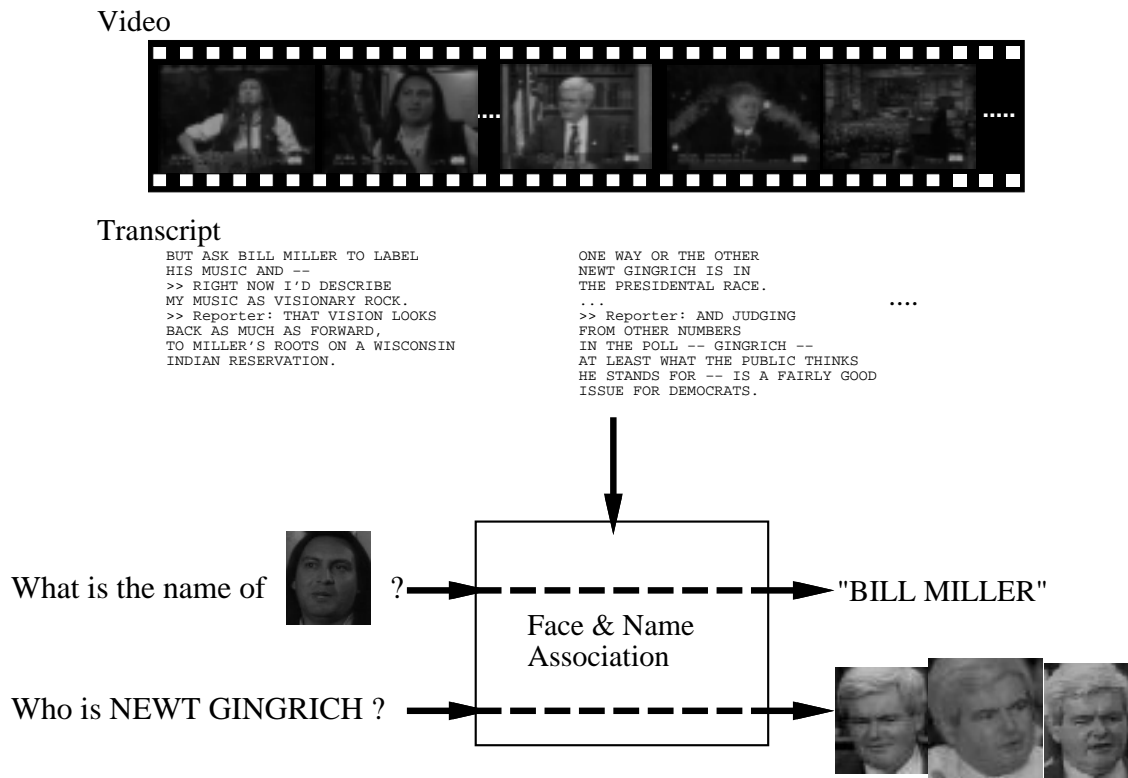 Video
Transcript
BUT ASK BILL MILLER TO LABEL
HIS MUSIC AND --
>> RIGHT NOW I'D DESCRIBE
MY MUSIC AS VISIONARY ROCK.
>> Reporter: THAT VISION LOOKS
BACK AS MUCH AS FORWARD,
TO MILLER'S ROOTS ON A WISCONSIN
INDIAN RESERVATION.
ONE WAY OR THE OTHER
NEWT GINGRICH IS IN
THE PRESIDENTAL RACE.
...
>> Reporter: AND JUDGING
FROM OTHER NUMBERS
IN THE POLL -- GINGRICH --
AT LEAST WHAT THE PUBLIC THINKS
HE STANDS FOR -- IS A FAIRLY GOOD
ISSUE FOR DEMOCRATS.
....
What is the name of ?
"BILL MILLER"
Face & Name
Association
Who is NEWT GINGRICH ?